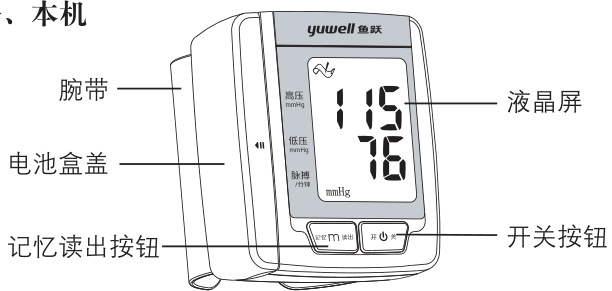 、本机
yuwell 鱼跃
腕带
高压
mmHg
115
液晶屏
低压
mmHg
76
电池盒盖
脉搏
/分钟
mmHg
记忆 m 读出
开 关
记忆读出按钮
开关按钮